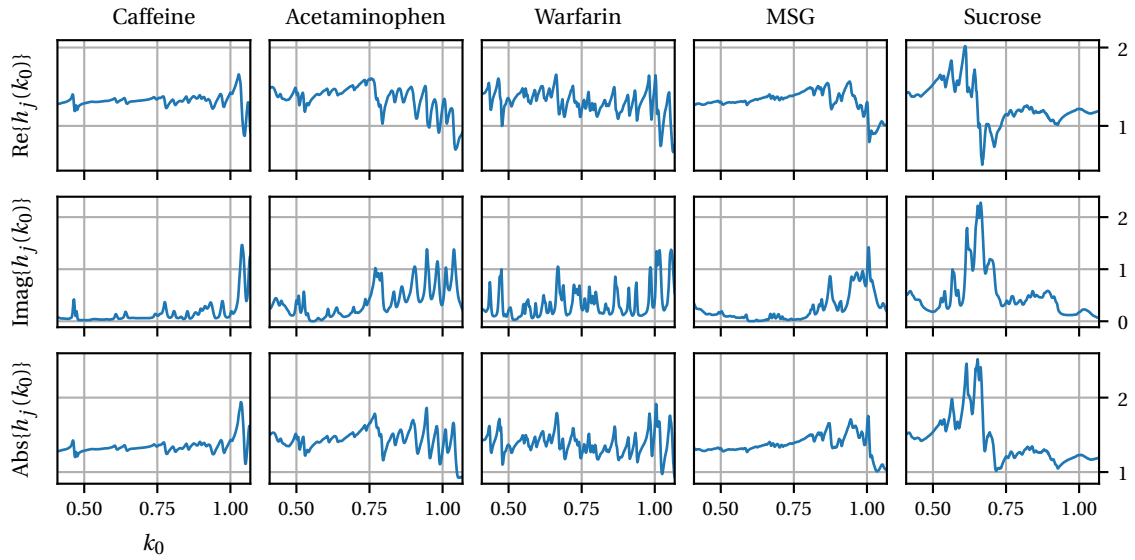 Caffeine Acetaminophen Warfarin MSG Sucrose
Re{h_j(k_0)}
2
1
Imag{h_j(k_0)}
2
1
0
Abs{h_j(k_0)}
2
1
0.50 0.75 1.00 0.50 0.75 1.00 0.50 0.75 1.00 0.50 0.75 1.00 0.50 0.75 1.00
k_0